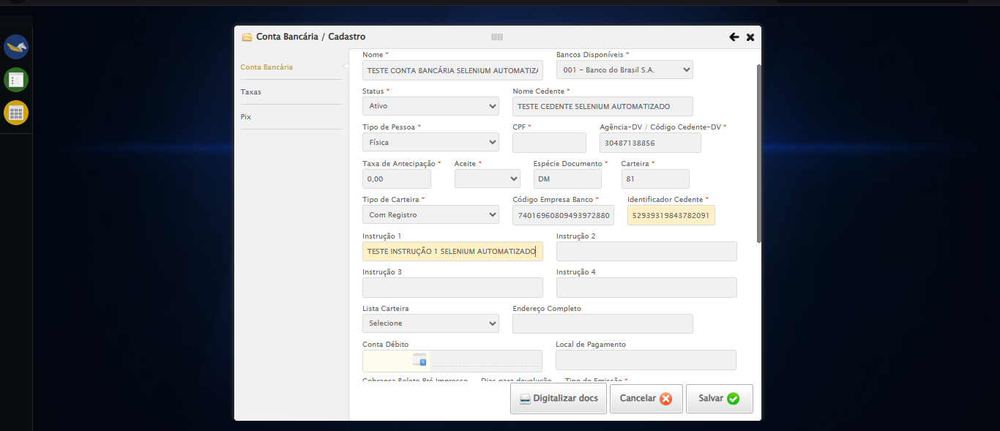 Conta Bancária / Cadastro
Conta Bancária
Taxas
Pix
Nome * Bancos Disponíveis *
TESTE CONTA BANCÁRIA SELENIUM AUTOMATIZA 001 - Banco do Brasil S.A.
Status * Nome Cedente *
Ativo TESTE CEDENTE SELENIUM AUTOMATIZADO
Tipo de Pessoa * CPF * Agência-DV / Código Cedente-DV *
Física 30487138856
Taxa de Antecipação * Aceite * Espécie Documento * Carteira *
0,00 DM 81
Tipo de Carteira * Código Empresa Banco * Identificador Cedente *
Com Registro 74016960809493972880 52939319843782091
Instrução 1 Instrução 2
TESTE INSTRUÇÃO 1 SELENIUM AUTOMATIZADO
Instrução 3 Instrução 4
Lista Carteira Endereço Completo
Selecione
Conta Débito Local de Pagamento
Cobrança Boleto Pré Impresso Dias para devolução Tipo de Emissão *
Digitalizar docs Cancelar Salvar